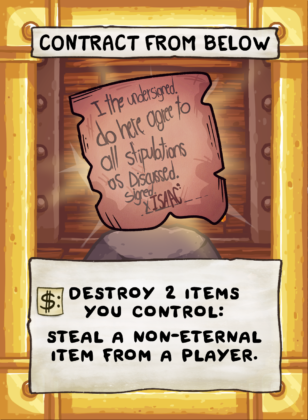 CONTRACT FROM BELOW
I the undersigned
do here agree to
all stipulations
as Discussed.
signed
x ISAAC
$: DESTROY 2 ITEMS
YOU CONTROL:
STEAL A NON-ETERNAL
ITEM FROM A PLAYER.